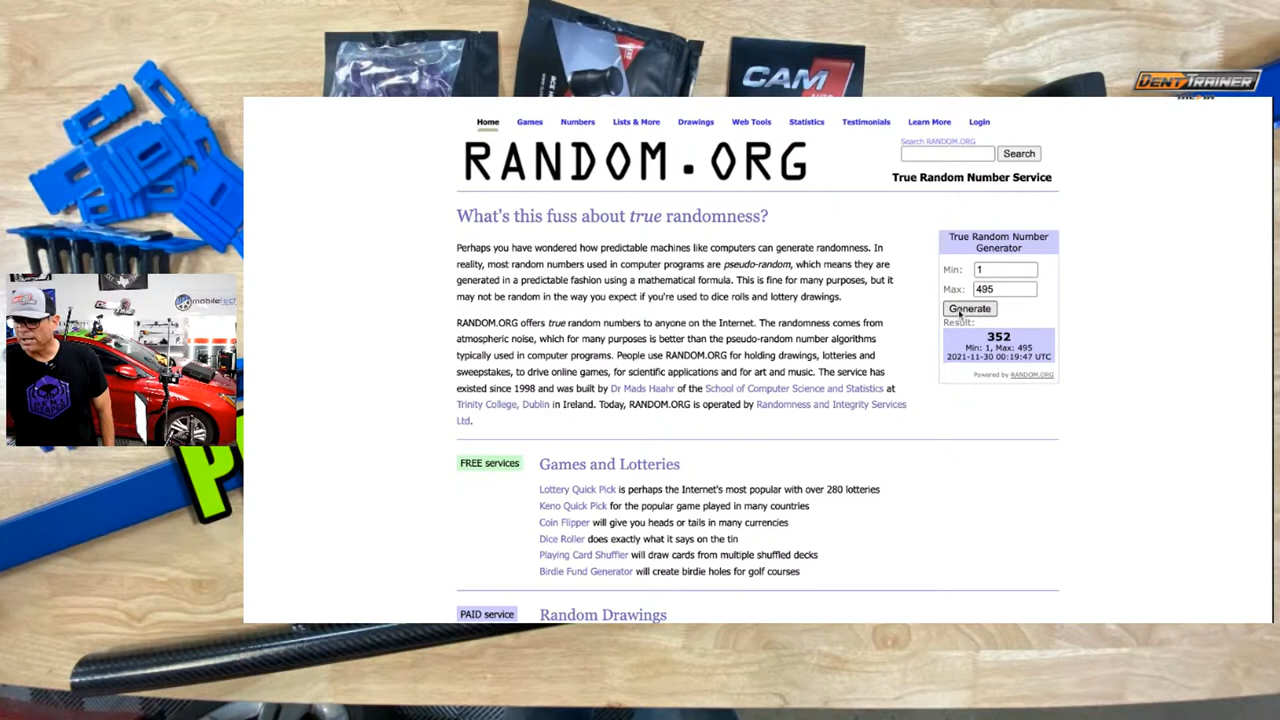 CAM
AUTO
DENTTRAINER
MEDIA
Home Games Numbers Lists & More Drawings Web Tools Statistics Testimonials Learn More Login
Search RANDOM.ORG
Search
RANDOM.ORG
True Random Number Service
What's this fuss about true randomness?
Perhaps you have wondered how predictable machines like computers can generate randomness. In
reality, most random numbers used in computer programs are pseudo-random, which means they are
generated in a predictable fashion using a mathematical formula. This is fine for many purposes, but it
may not be random in the way you expect if you're used to dice rolls and lottery drawings.
RANDOM.ORG offers true random numbers to anyone on the Internet. The randomness comes from
atmospheric noise, which for many purposes is better than the pseudo-random number algorithms
typically used in computer programs. People use RANDOM.ORG for holding drawings, lotteries and
sweepstakes, to drive online games, for scientific applications and for art and music. The service has
existed since 1998 and was built by Dr Mads Haahr of the School of Computer Science and Statistics at
Trinity College, Dublin in Ireland. Today, RANDOM.ORG is operated by Randomness and Integrity Services
Ltd.
True Random Number
Generator
Min: 1
Max: 495
Generate
Result:
352
Min: 1, Max: 495
2021-11-30 00:19:47 UTC
Powered by RANDOM.ORG
mobiletech
P
FREE services
Games and Lotteries
Lottery Quick Pick is perhaps the Internet's most popular with over 280 lotteries
Keno Quick Pick for the popular game played in many countries
Coin Flipper will give you heads or tails in many currencies
Dice Roller does exactly what it says on the tin
Playing Card Shuffler will draw cards from multiple shuffled decks
Birdie Fund Generator will create birdie holes for golf courses
PAID service
Random Drawings